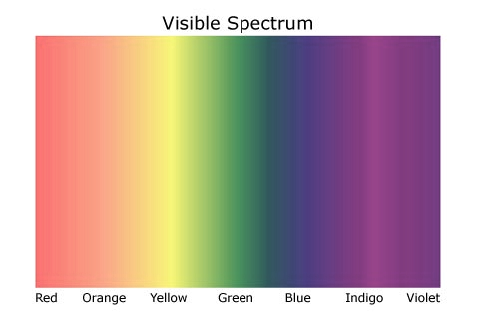 Visible Spectrum
Red Orange Yellow Green Blue Indigo Violet